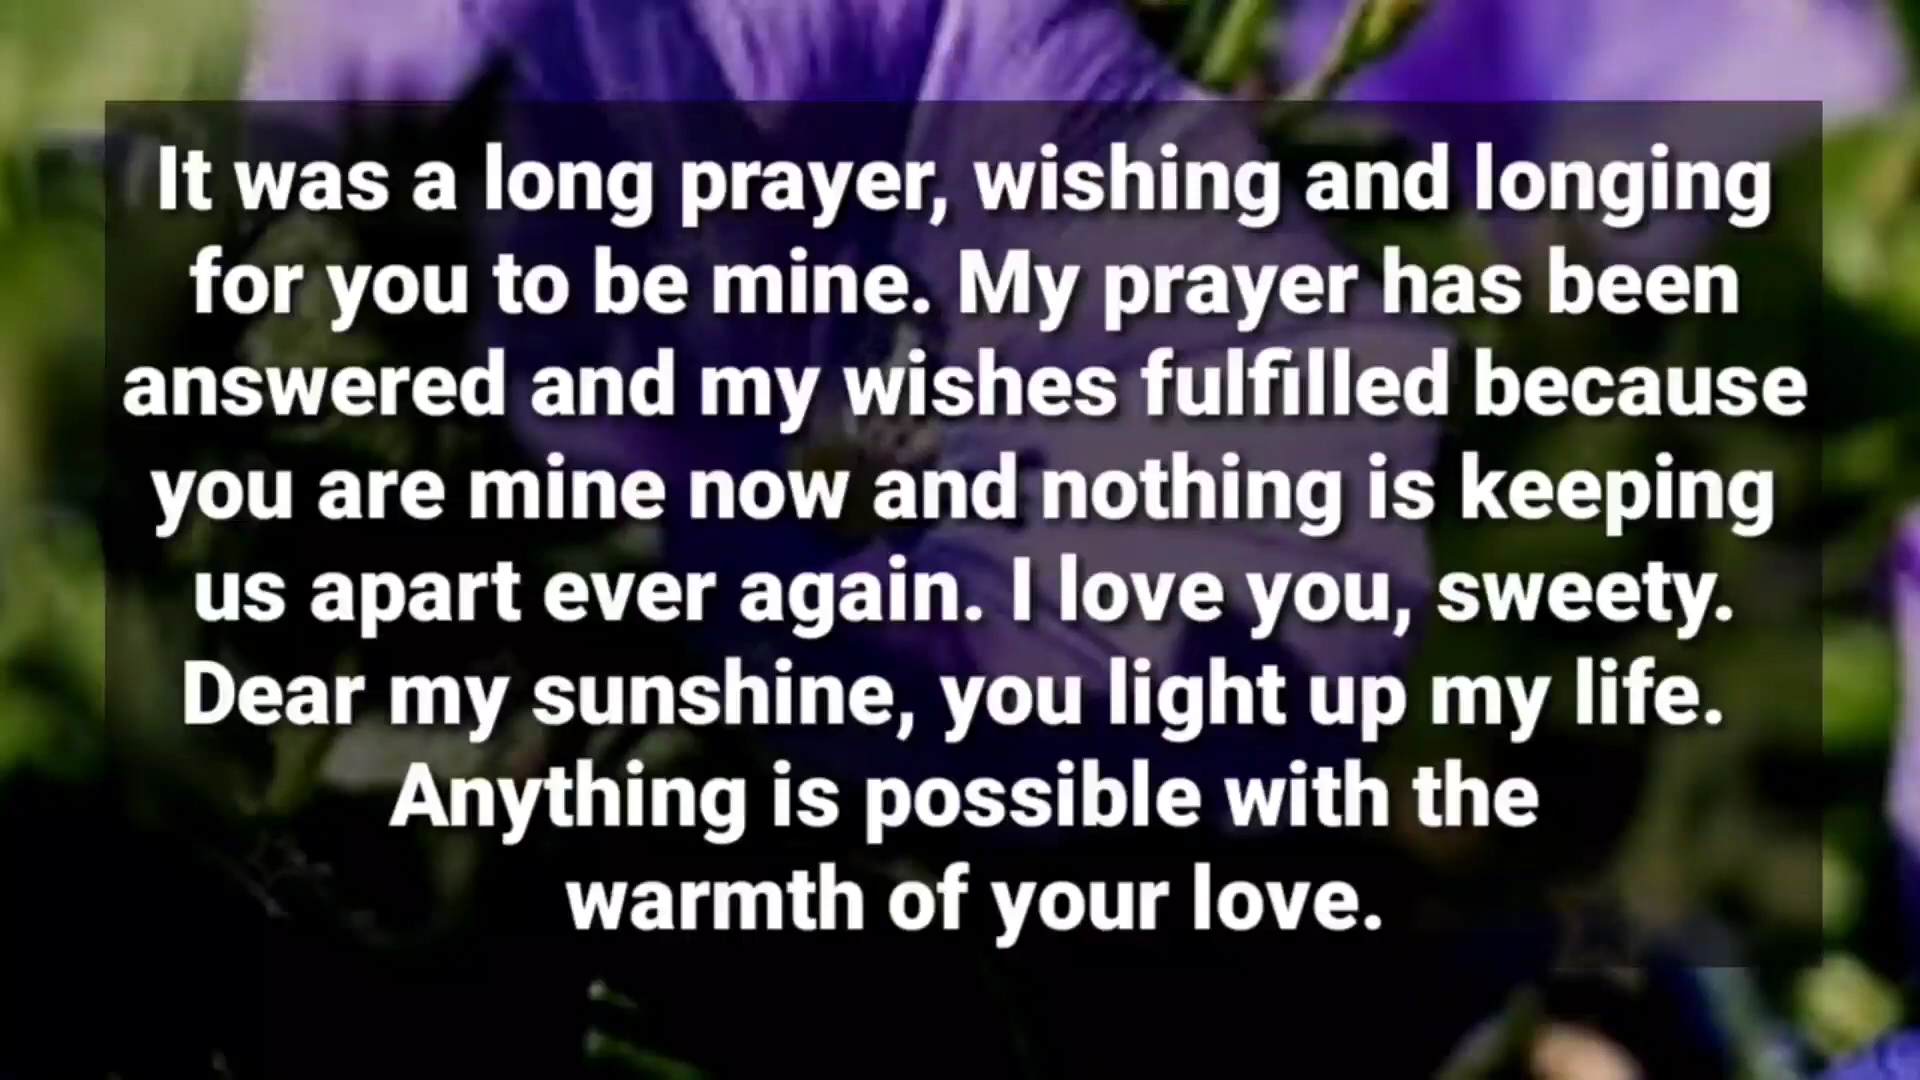 It was a long prayer, wishing and longing
for you to be mine. My prayer has been
answered and my wishes fulfilled because
you are mine now and nothing is keeping
us apart ever again. I love you, sweety.
Dear my sunshine, you light up my life.
Anything is possible with the
warmth of your love.